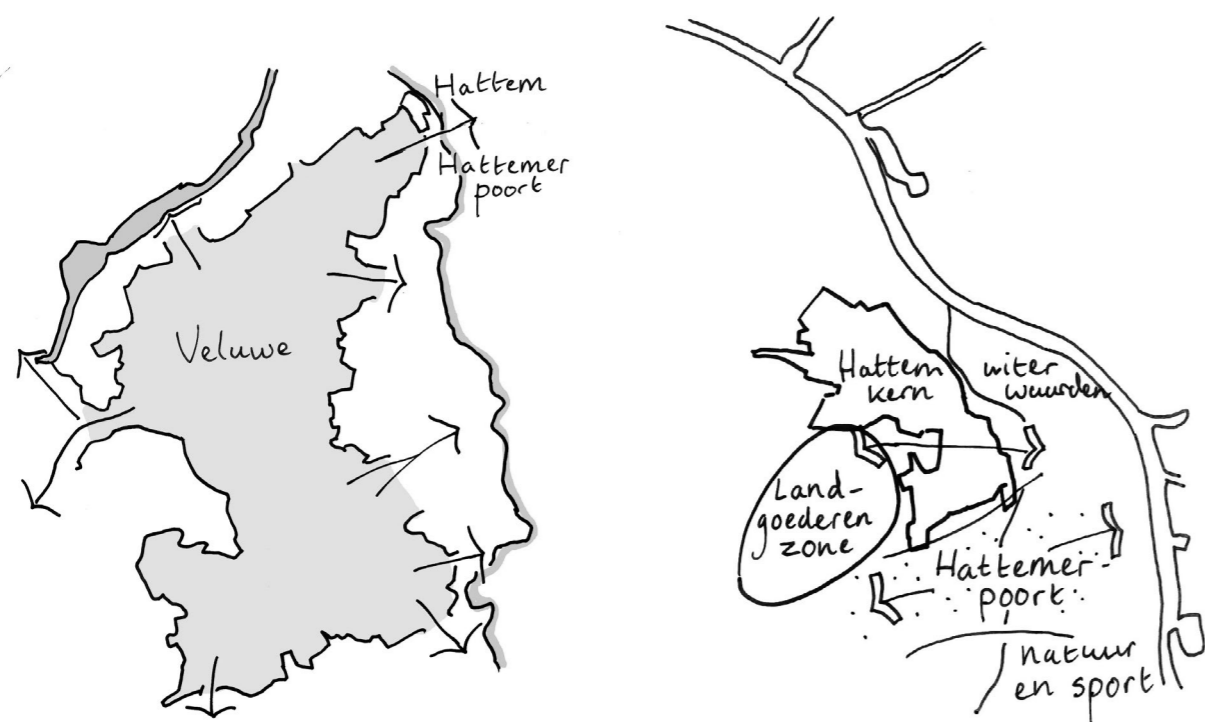 Hattem
Hattemer
poort
Veluwe
Hattem
kern
uiter
waarden
Land-
goederen
zone
Hattemer-
poort
natuur
en sport